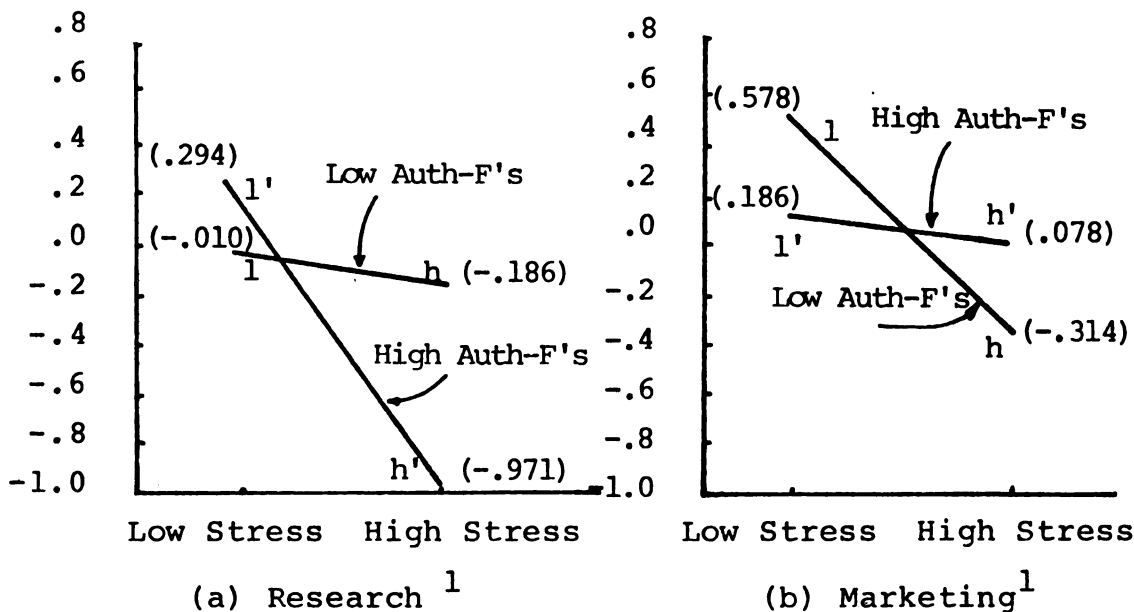 .8
.6
.4
.2
.0
-.2
-.4
-.6
-.8
-1.0
(.294)
l'
Low Auth-F's
(-.010)
l
h (-.186)
High Auth-F's
h' (-.971)
Low Stress High Stress
(a) Research 1
.8
.6
.4
.2
.0
-.2
-.4
-.6
-.8
-1.0
(.578)
l
High Auth-F's
(.186)
l'
h' (.078)
Low Auth-F's
h (-.314)
Low Stress High Stress
(b) Marketing1